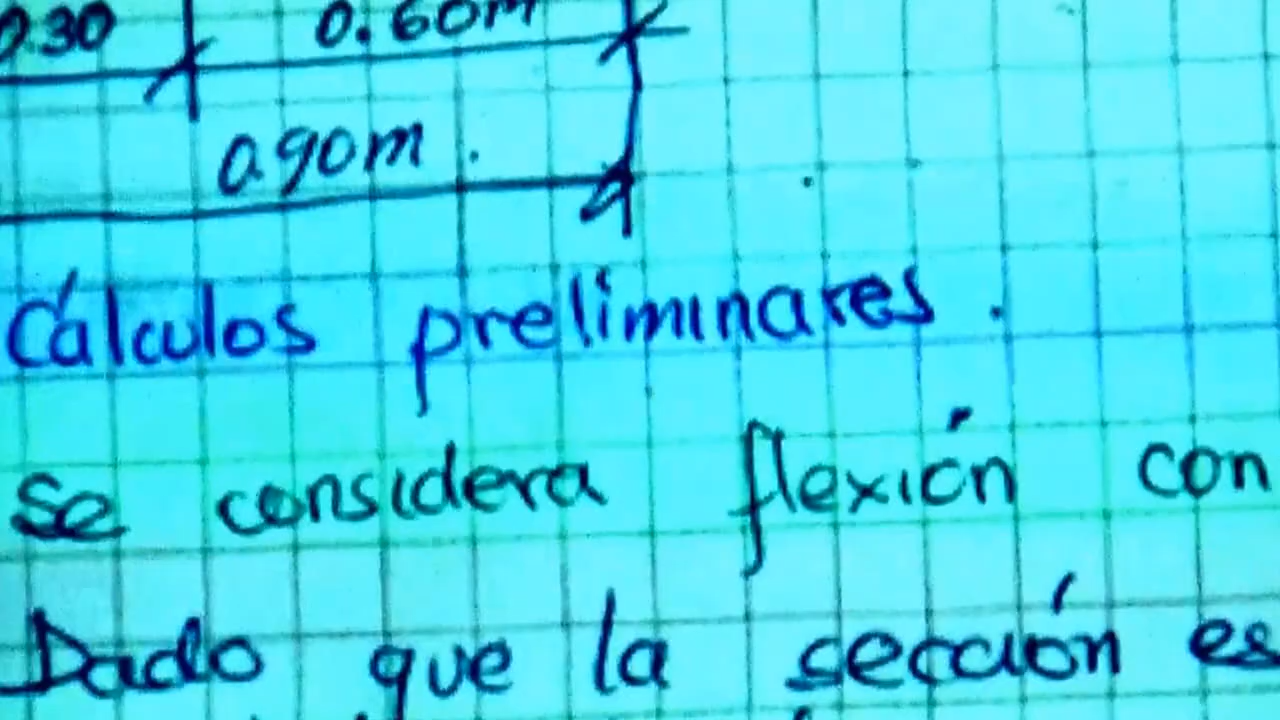 0.30 0.60m
0.90m
Cálculos preliminares.
Se considera flexión con
Dado que la sección es